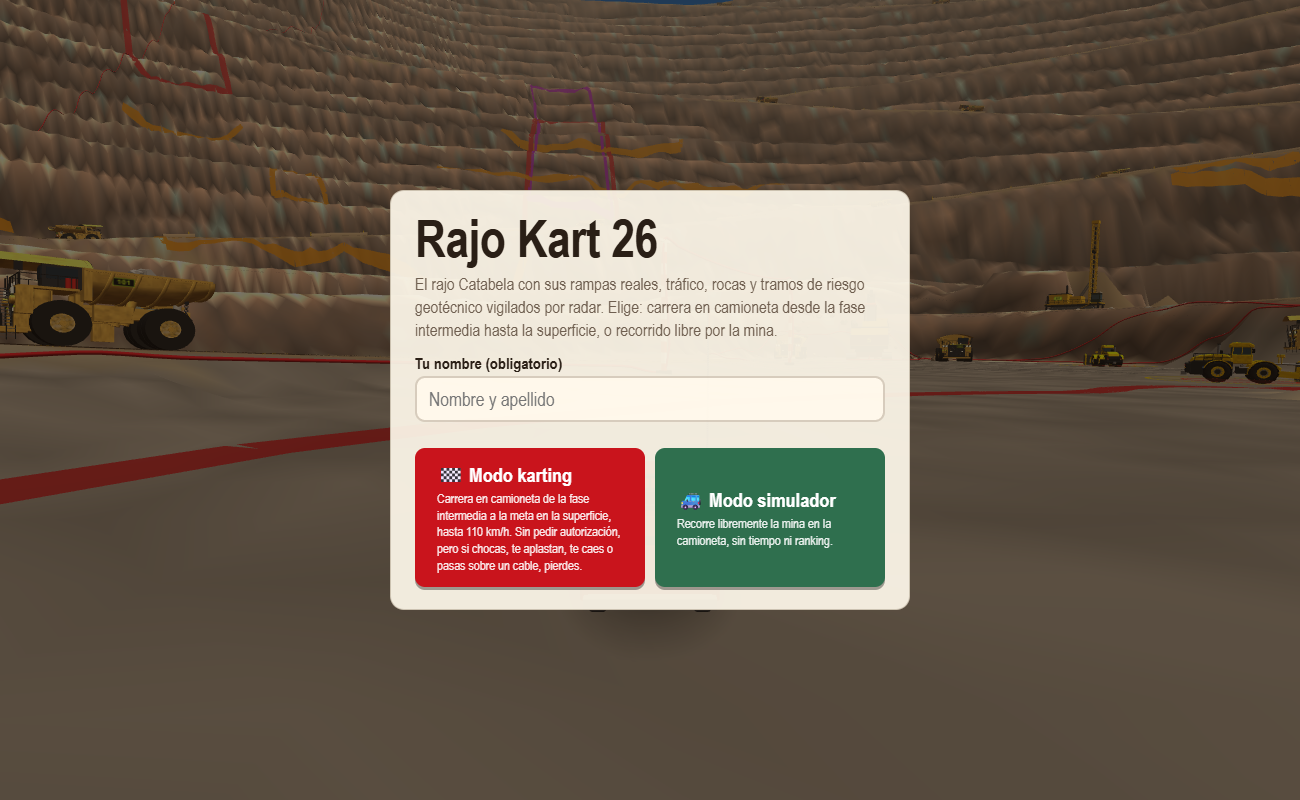 Rajo Kart 26
El rajo Catabela con sus rampas reales, tráfico, rocas y tramos de riesgo
geotécnico vigilados por radar. Elige: carrera en camioneta desde la fase
intermedia hasta la superficie, o recorrido libre por la mina.
Tu nombre (obligatorio)
Nombre y apellido
Modo karting
Carrera en camioneta de la fase
intermedia a la meta en la superficie,
hasta 110 km/h. Sin pedir autorización,
pero si chocas, te aplastan, te caes o
pasas sobre un cable, pierdes.
Modo simulador
Recorre libremente la mina en la
camioneta, sin tiempo ni ranking.